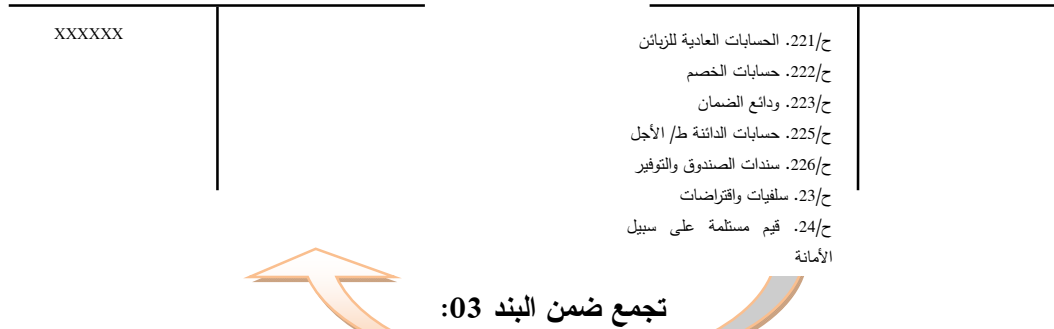 XXXXXX
ح/221. الحسابات العادية للزبائن
ح/222. حسابات الخصم
ح/223. ودائع الضمان
ح/225. حسابات الدائنة ط/ الأجل
ح/226. سندات الصندوق والتوفير
ح/23. سلفيات واقتراضات
ح/24. قيم مستلمة على سبيل
الأمانة
تجمع ضمن البند 03: